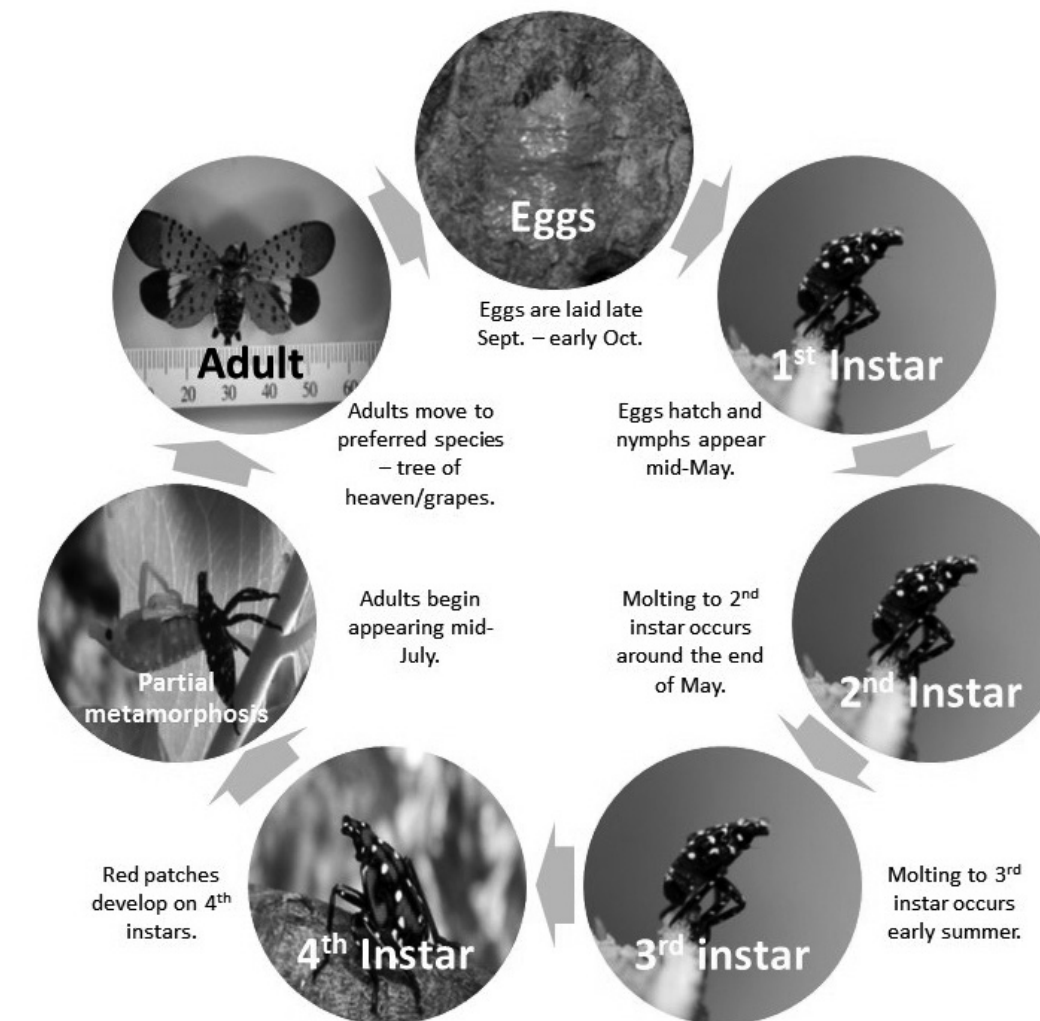 Eggs
Eggs are laid late
Sept. – early Oct.
1st Instar
Eggs hatch and
nymphs appear
mid-May.
2nd Instar
Molting to 2nd
instar occurs
around the end
of May.
3rd instar
Molting to 3rd
instar occurs
early summer.
4th Instar
Red patches
develop on 4th
instars.
Partial
metamorphosis
Adults begin
appearing mid-
July.
Adult
20 30 40 50 60
Adults move to
preferred species
– tree of
heaven/grapes.